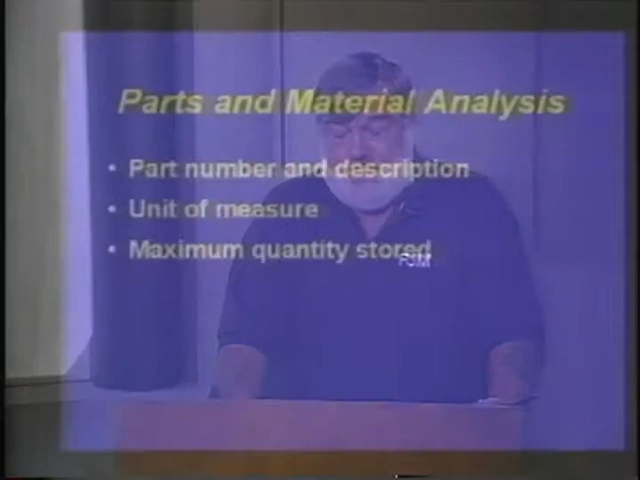 Parts and Material Analysis
• Part number and description
• Unit of measure
• Maximum quantity stored